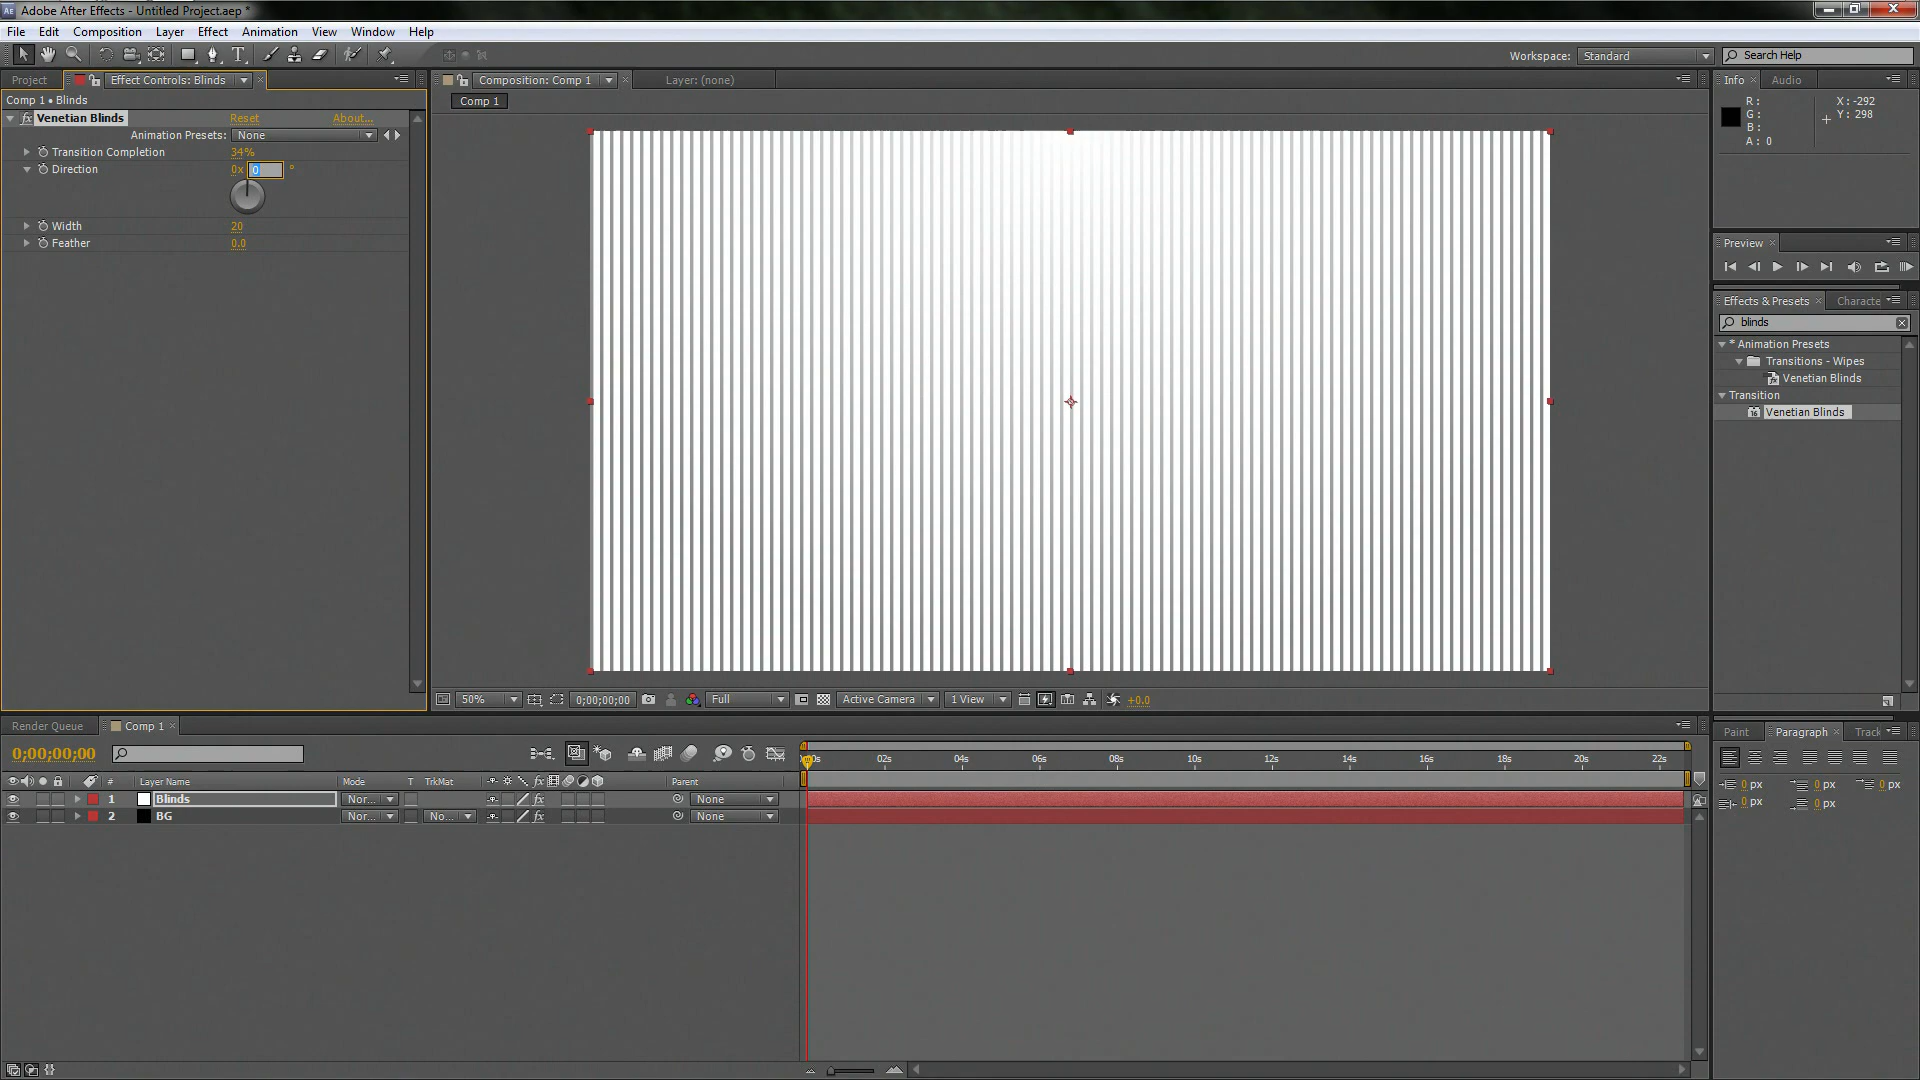 Ae Adobe After Effects - Untitled Project.aep *
File Edit Composition Layer Effect Animation View Window Help
T Workspace: Standard Search Help
Project Effect Controls: Blinds
Comp 1 • Blinds
fx Venetian Blinds Reset About...
Animation Presets: None
Transition Completion 34%
Direction 0x 0 °
Width 20
Feather 0.0
Composition: Comp 1 Layer: (none)
Comp 1
50% 0;00;00;00 Full Active Camera 1 View +0.0
Info Audio
R: X: -292
G: Y: 298
B:
A: 0
Preview
Effects & Presets Characte
blinds
* Animation Presets
Transitions - Wipes
Venetian Blinds
Transition
Venetian Blinds
Render Queue Comp 1
0;00;00;00
# Layer Name Mode T TrkMat fx Parent
1 Blinds Nor... fx None
2 BG Nor... No... fx None
02s 04s 06s 08s 10s 12s 14s 16s 18s 20s 22s
Paint Paragraph Track
0 px 0 px 0 px
0 px 0 px